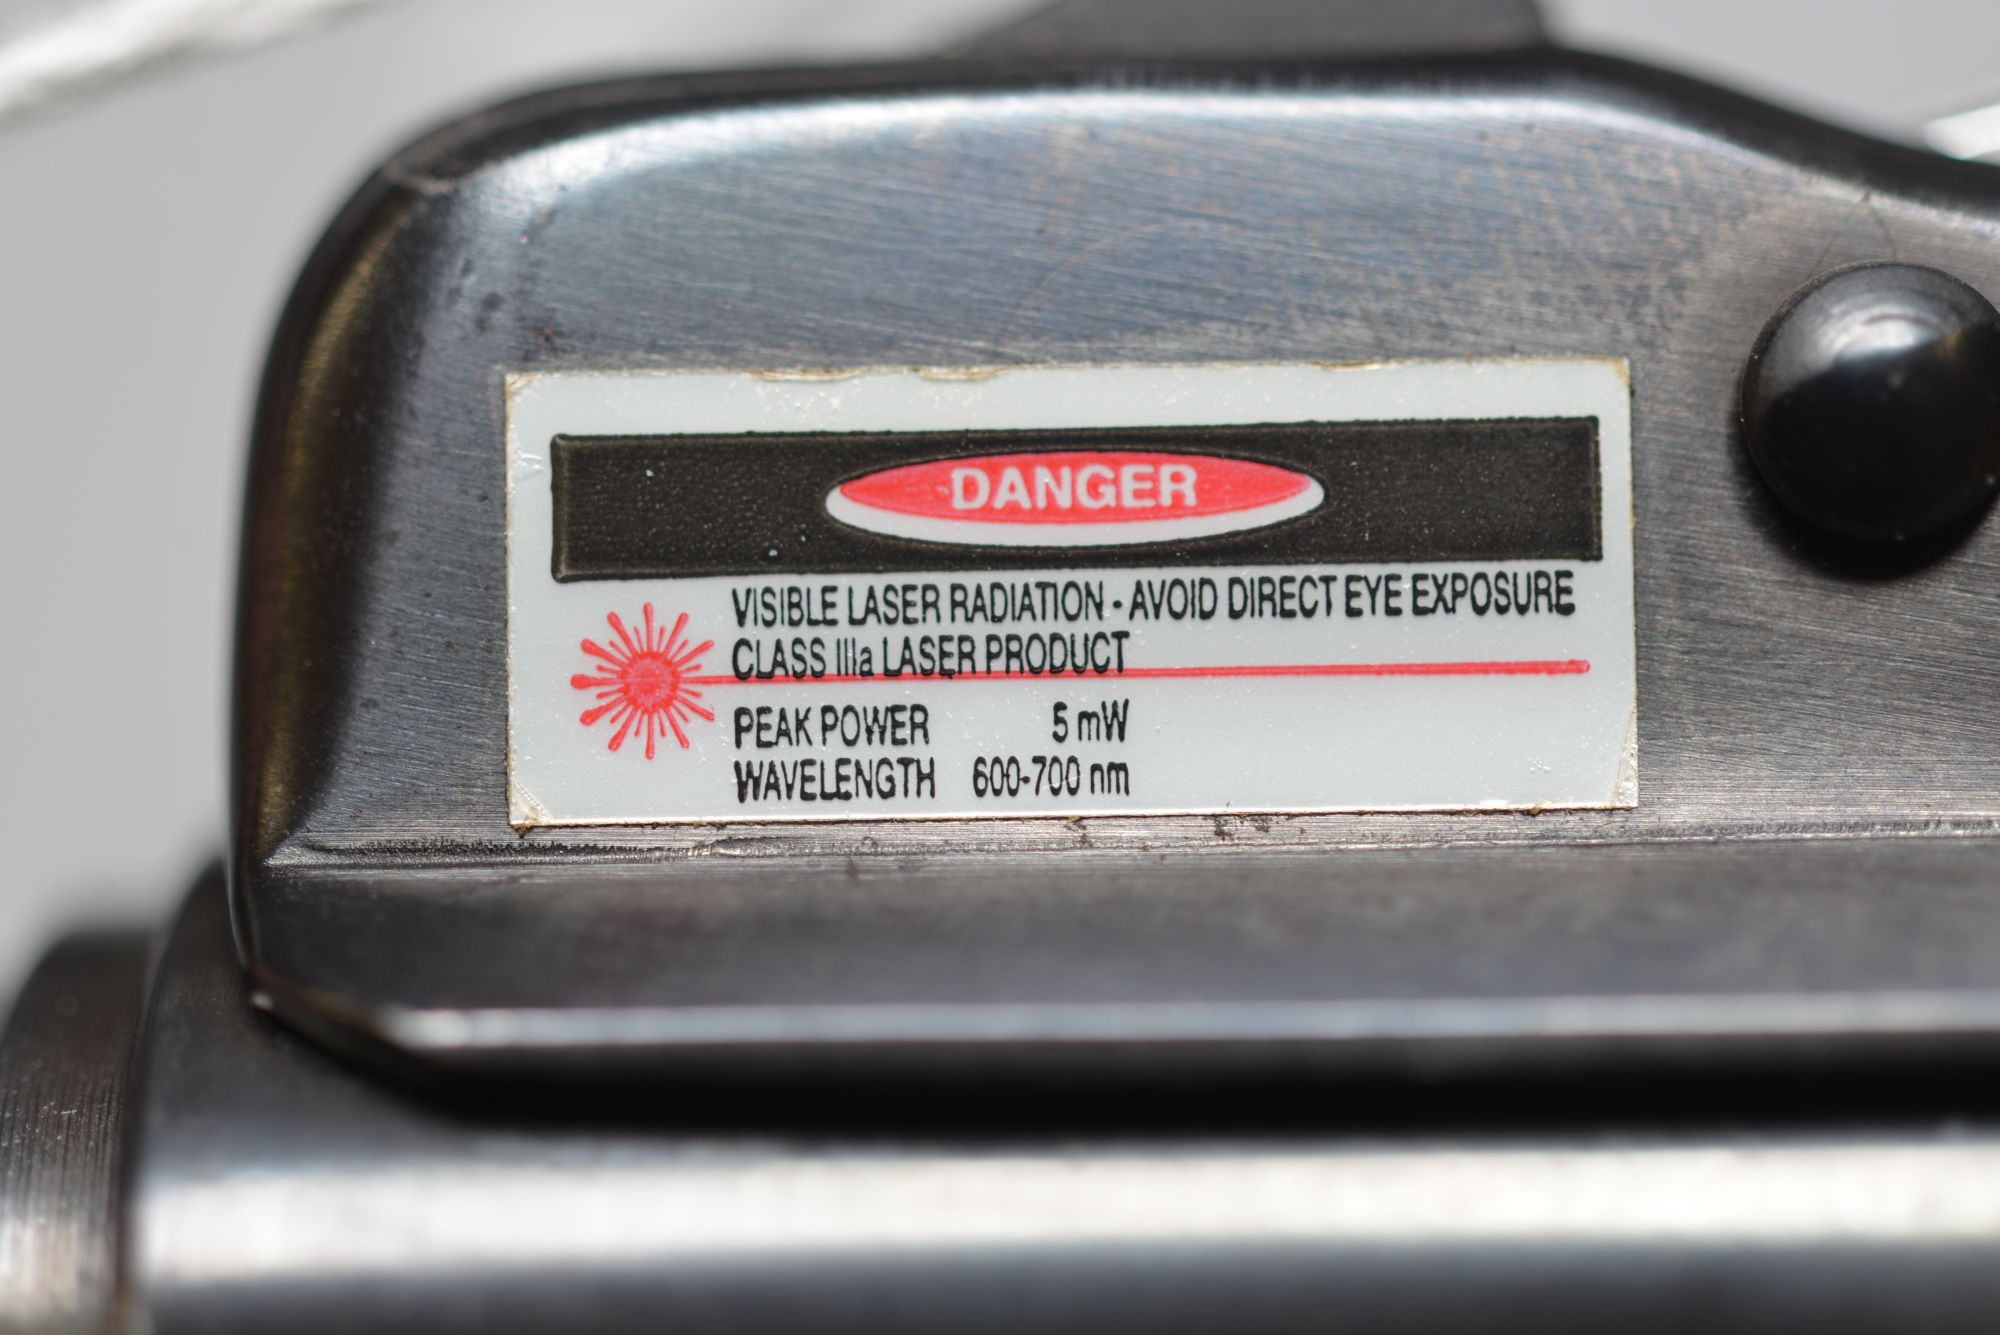 DANGER
VISIBLE LASER RADIATION - AVOID DIRECT EYE EXPOSURE
CLASS IIIa LASER PRODUCT
PEAK POWER 5 mW
WAVELENGTH 600-700 nm